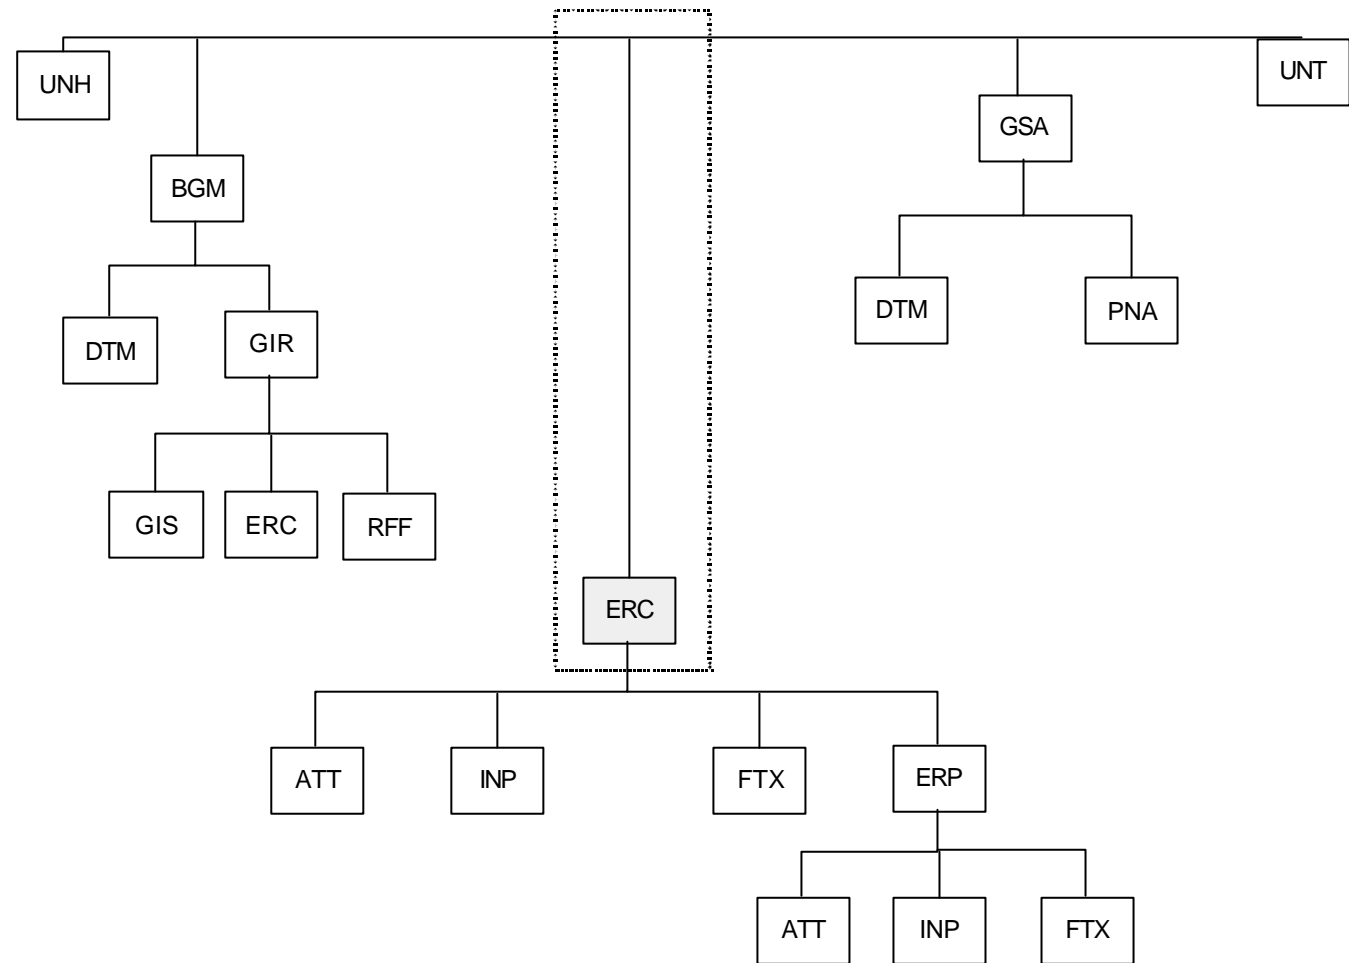 UNH
UNT
GSA
BGM
DTM
PNA
DTM
GIR
GIS
ERC
RFF
ERC
ATT
INP
FTX
ERP
ATT
INP
FTX